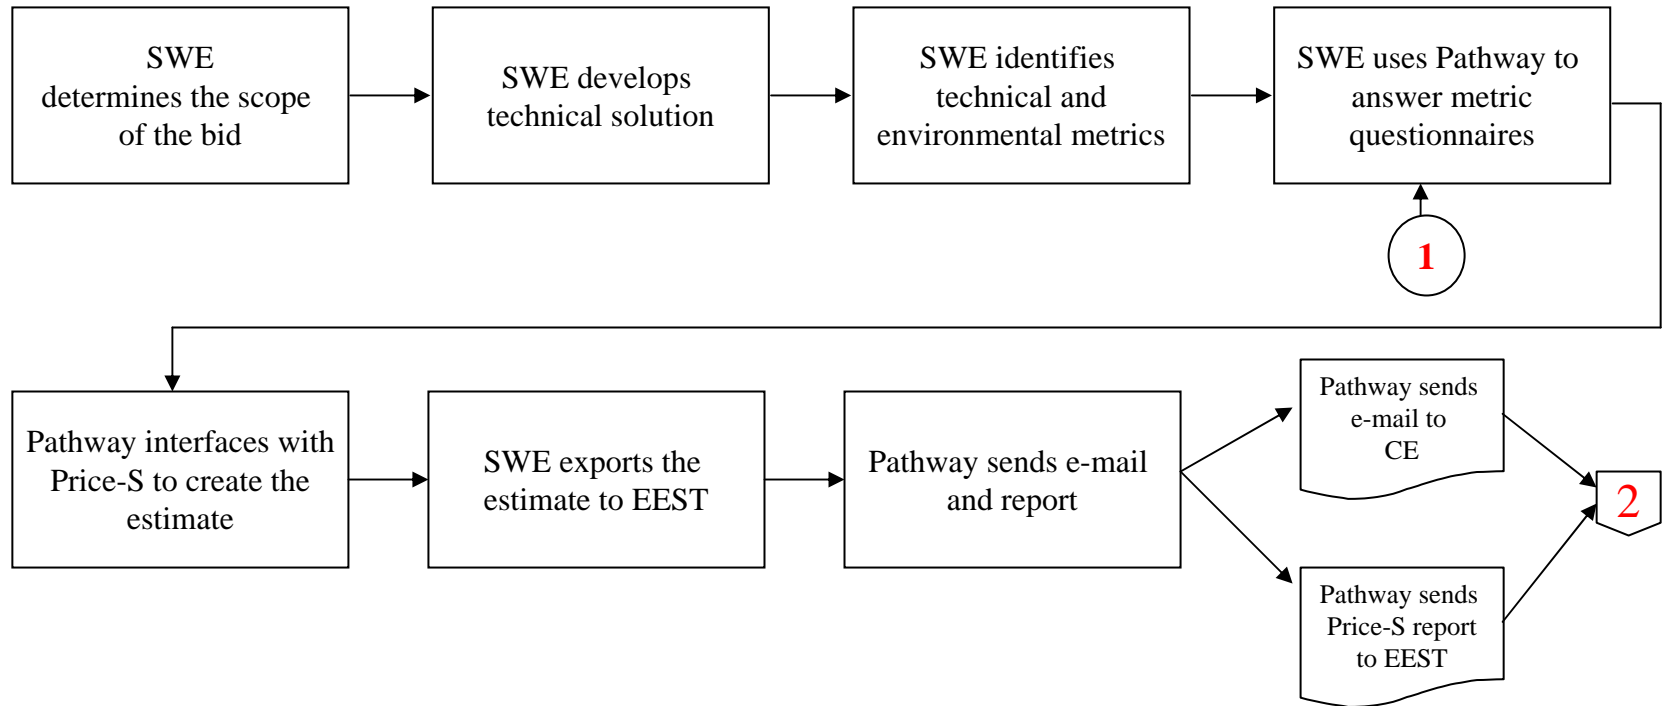 SWE
determines the scope
of the bid
SWE develops
technical solution
SWE identifies
technical and
environmental metrics
SWE uses Pathway to
answer metric
questionnaires
1
Pathway interfaces with
Price-S to create the
estimate
SWE exports the
estimate to EEST
Pathway sends e-mail
and report
Pathway sends
e-mail to
CE
Pathway sends
Price-S report
to EEST
2